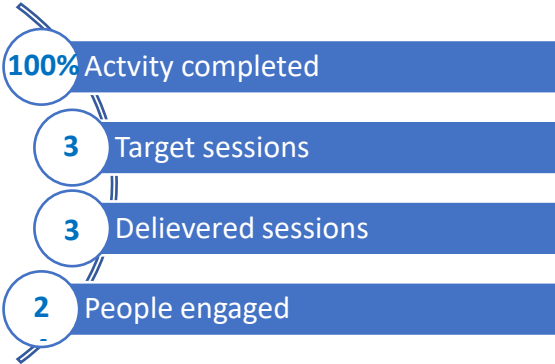 100% Actvity completed
3 Target sessions
3 Delievered sessions
2 People engaged